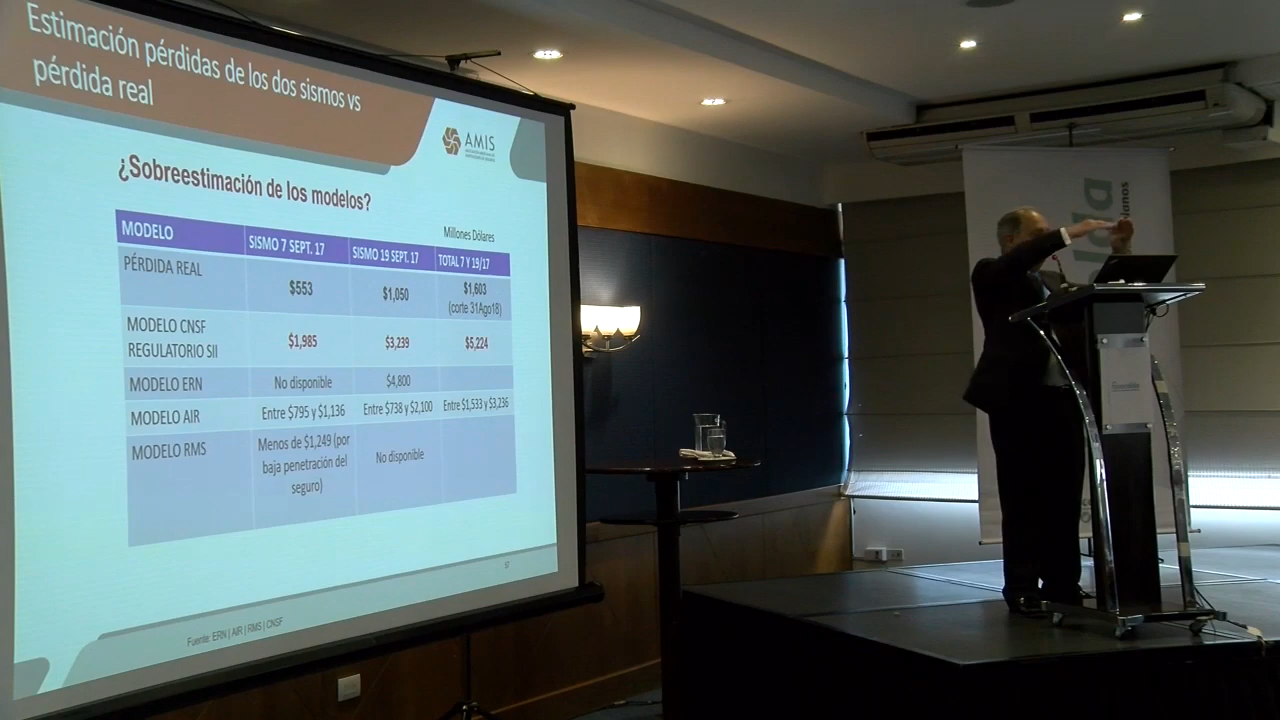 Estimación pérdidas de los dos sismos vs
pérdida real
AMIS
¿Sobreestimación de los modelos?
Millones Dólares
MODELO SISMO 7 SEPT. 17 SISMO 19 SEPT. 17 TOTAL 7 Y 19/17
PÉRDIDA REAL $553 $1,050 $1,603
(corte 31Ago18)
MODELO CNSF
REGULATORIO SII $1,985 $3,239 $5,224
MODELO ERN No disponible $4,800
MODELO AIR Entre $795 y $1,136 Entre $738 y $2,100 Entre $1,533 y $3,236
MODELO RMS Menos de $1,249 (por
baja penetración del
seguro) No disponible
57
Fuente: ERN | AIR | RMS | CNSF